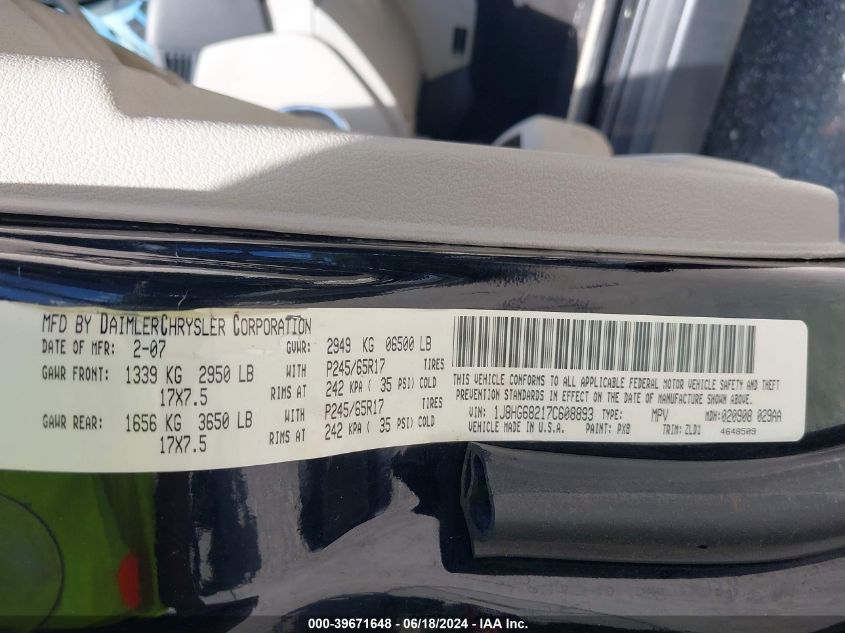 MFD BY DAIMLERCHRYSLER CORPORATION
DATE OF MFR: 2-07 GVWR: 2949 KG 06500 LB
GAWR FRONT: 1339 KG 2950 LB WITH P245/65R17 TIRES
17X7.5 RIMS AT 242 KPA ( 35 PSI) COLD
GAWR REAR: 1656 KG 3650 LB WITH P245/65R17 TIRES
17X7.5 RIMS AT 242 KPA ( 35 PSI) COLD
THIS VEHICLE CONFORMS TO ALL APPLICABLE FEDERAL MOTOR VEHICLE SAFETY AND THEFT
PREVENTION STANDARDS IN EFFECT ON THE DATE OF MANUFACTURE SHOWN ABOVE.
VIN: 1J8HG68217C608893 TYPE: MPV MDH: 020908 029AA
VEHICLE MADE IN U.S.A. PAINT: PXB TRIM: ZLD1 4648509
000-39671648 - 06/18/2024 - IAA Inc.